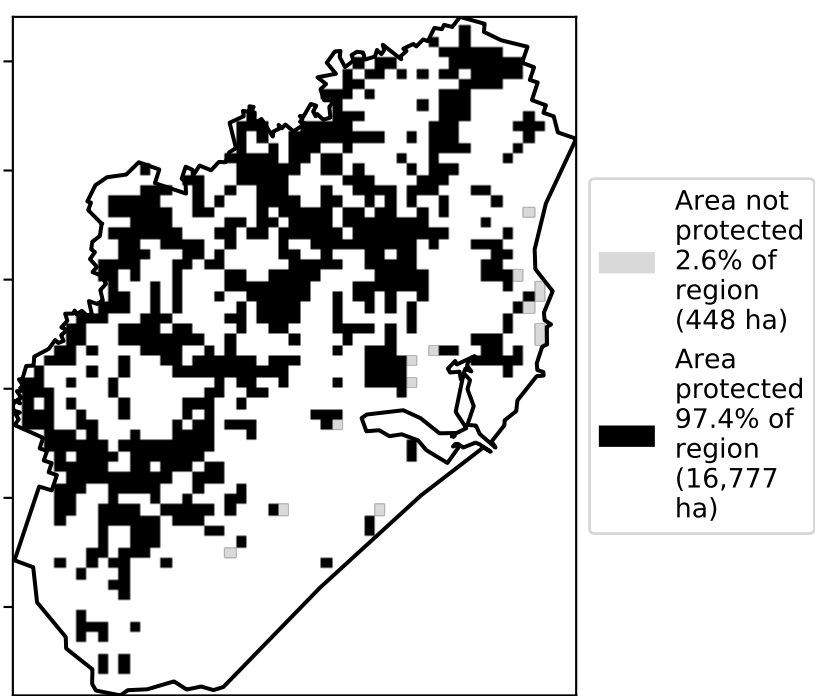 Area not
protected
2.6% of
region
(448 ha)
Area
protected
97.4% of
region
(16,777
ha)